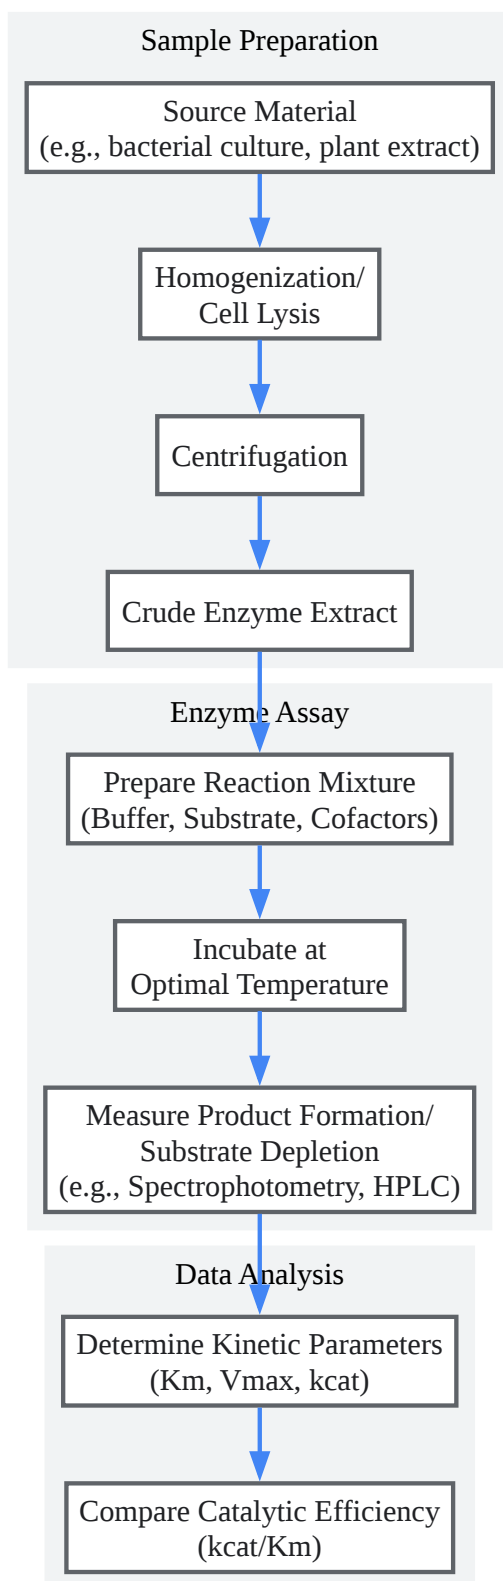 Sample Preparation
Source Material
(e.g., bacterial culture, plant extract)
Homogenization/
Cell Lysis
Centrifugation
Crude Enzyme Extract
Enzyme Assay
Prepare Reaction Mixture
(Buffer, Substrate, Cofactors)
Incubate at
Optimal Temperature
Measure Product Formation/
Substrate Depletion
(e.g., Spectrophotometry, HPLC)
Data Analysis
Determine Kinetic Parameters
(Km, Vmax, kcat)
Compare Catalytic Efficiency
(kcat/Km)